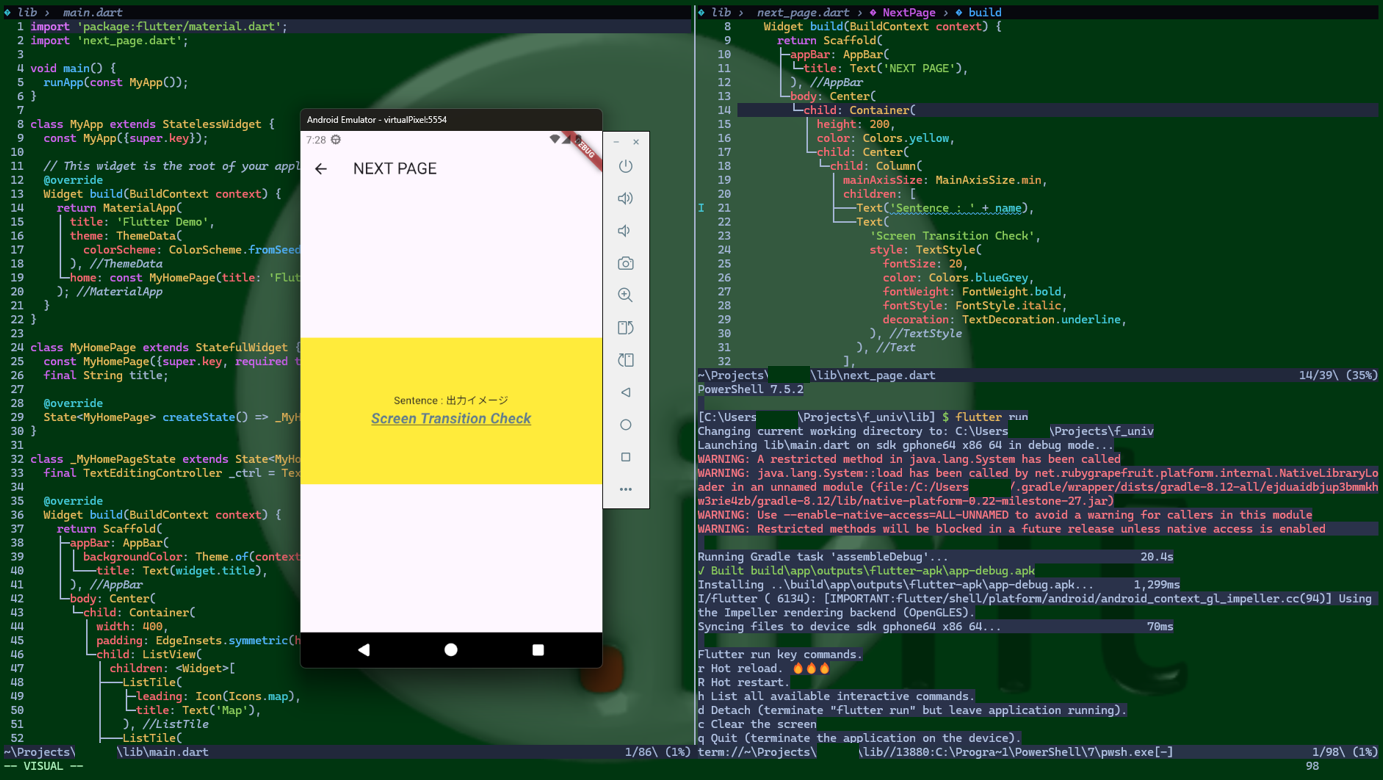 lib › main.dart
1 import 'package:flutter/material.dart';
2 import 'next_page.dart';
3
4 void main() {
5 runApp(const MyApp());
6 }
7
8 class MyApp extends StatelessWidget {
9 const MyApp({super.key});
10
11 // This widget is the root of your appl
12 @override
13 Widget build(BuildContext context) {
14 return MaterialApp(
15 title: 'Flutter Demo',
16 theme: ThemeData(
17 colorScheme: ColorScheme.fromSeed
18 ), //ThemeData
19 home: const MyHomePage(title: 'Flut
20 ); //MaterialApp
21 }
22 }
23
24 class MyHomePage extends StatefulWidget {
25 const MyHomePage({super.key, required t
26 final String title;
27
28 @override
29 State<MyHomePage> createState() => _MyH
30 }
31
32 class _MyHomePageState extends State<MyH
33 final TextEditingController _ctrl = Tex
34
35 @override
36 Widget build(BuildContext context) {
37 return Scaffold(
38 appBar: AppBar(
39 backgroundColor: Theme.of(context
40 title: Text(widget.title),
41 ), //AppBar
42 body: Center(
43 child: Container(
44 width: 400,
45 padding: EdgeInsets.symmetric(h
46 child: ListView(
47 children: <Widget>[
48 ListTile(
49 leading: Icon(Icons.map),
50 title: Text('Map'),
51 ), //ListTile
52 ListTile(
~\Projects\ \lib\main.dart 1/86\ (1%)
-- VISUAL --
Android Emulator - virtualPixel:5554
7:28
DEBUG
NEXT PAGE
Sentence : 出力イメージ
Screen Transition Check
lib › next_page.dart › NextPage › build
8 Widget build(BuildContext context) {
9 return Scaffold(
10 appBar: AppBar(
11 title: Text('NEXT PAGE'),
12 ), //AppBar
13 body: Center(
14 child: Container(
15 height: 200,
16 color: Colors.yellow,
17 child: Center(
18 child: Column(
19 mainAxisSize: MainAxisSize.min,
20 children: [
I 21 Text('Sentence : ' + name),
22 Text(
23 'Screen Transition Check',
24 style: TextStyle(
25 fontSize: 20,
26 color: Colors.blueGrey,
27 fontWeight: FontWeight.bold,
28 fontStyle: FontStyle.italic,
29 decoration: TextDecoration.underline,
30 ), //TextStyle
31 ), //Text
32 ],
~\Projects\ \lib\next_page.dart 14/39\ (35%)
PowerShell 7.5.2
[C:\Users \Projects\f_univ\lib] $ flutter run
Changing current working directory to: C:\Users \Projects\f_univ
Launching lib\main.dart on sdk gphone64 x86 64 in debug mode...
WARNING: A restricted method in java.lang.System has been called
WARNING: java.lang.System::load has been called by net.rubygrapefruit.platform.internal.NativeLibraryLo
ader in an unnamed module (file:/C:/Users /.gradle/wrapper/dists/gradle-8.12-all/ejduaidbjup3bmmkh
w3rie4zb/gradle-8.12/lib/native-platform-0.22-milestone-27.jar)
WARNING: Use --enable-native-access=ALL-UNNAMED to avoid a warning for callers in this module
WARNING: Restricted methods will be blocked in a future release unless native access is enabled
Running Gradle task 'assembleDebug'... 20.4s
√ Built build\app\outputs\flutter-apk\app-debug.apk
Installing ..\build\app\outputs\flutter-apk\app-debug.apk... 1,299ms
I/flutter ( 6134): [IMPORTANT:flutter/shell/platform/android/android_context_gl_impeller.cc(94)] Using
the Impeller rendering backend (OpenGLES).
Syncing files to device sdk gphone64 x86 64... 70ms
Flutter run key commands.
r Hot reload. 🔥🔥🔥
R Hot restart.
h List all available interactive commands.
d Detach (terminate "flutter run" but leave application running).
c Clear the screen
q Quit (terminate the application on the device).
term://~\Projects\ \lib//13880:C:\Progra~1\PowerShell\7\pwsh.exe[-] 1/98\ (1%)
98